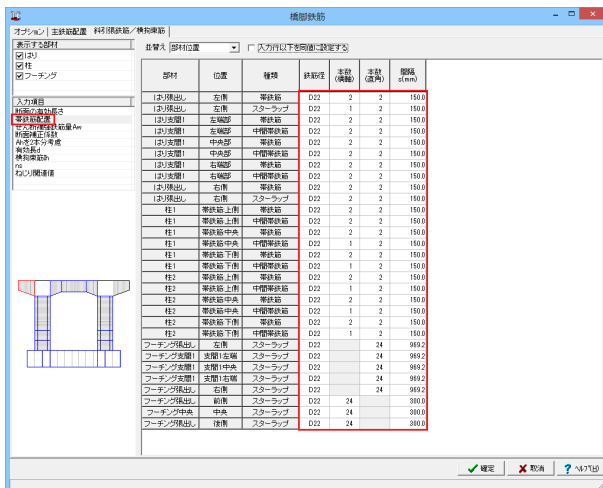 橋脚鉄筋
オプション 主鉄筋配置 斜引張鉄筋／横拘束筋
表示する部材
はり
柱
フーチング
入力項目
断面の有効長さ
帯鉄筋配置
せん断補強鉄筋量Aw
断面補正係数
Ahを2本分考慮
有効長d
横拘束筋Ah
ns
ねじり関連値
並替え 部材位置 入力行以下を同値に設定する
部材 位置 種類 鉄筋径 本数(橋軸) 本数(直角) 間隔s(mm)
はり張出し 左側 帯鉄筋 D22 2 2 150.0
はり張出し 左側 スターラップ D22 1 2 150.0
はり支間1 左端部 帯鉄筋 D22 2 2 150.0
はり支間1 左端部 中間帯鉄筋 D22 2 2 150.0
はり支間1 中央部 帯鉄筋 D22 2 2 150.0
はり支間1 中央部 中間帯鉄筋 D22 2 2 150.0
はり支間1 右端部 帯鉄筋 D22 2 2 150.0
はり支間1 右端部 中間帯鉄筋 D22 2 2 150.0
はり張出し 右側 帯鉄筋 D22 2 2 150.0
はり張出し 右側 スターラップ D22 2 2 150.0
柱1 帯鉄筋上側 帯鉄筋 D22 2 2 150.0
柱1 帯鉄筋上側 中間帯鉄筋 D22 2 2 150.0
柱1 帯鉄筋中央 帯鉄筋 D22 2 2 150.0
柱1 帯鉄筋中央 中間帯鉄筋 D22 1 2 150.0
柱1 帯鉄筋下側 帯鉄筋 D22 2 2 150.0
柱1 帯鉄筋下側 中間帯鉄筋 D22 1 2 150.0
柱2 帯鉄筋上側 帯鉄筋 D22 2 2 150.0
柱2 帯鉄筋上側 中間帯鉄筋 D22 1 2 150.0
柱2 帯鉄筋中央 帯鉄筋 D22 2 2 150.0
柱2 帯鉄筋中央 中間帯鉄筋 D22 1 2 150.0
柱2 帯鉄筋下側 帯鉄筋 D22 2 2 150.0
柱2 帯鉄筋下側 中間帯鉄筋 D22 1 2 150.0
フーチング張出し 左側 スターラップ D22 24 969.2
フーチング支間1 支間1左端 スターラップ D22 24 969.2
フーチング支間1 支間1中央 スターラップ D22 24 969.2
フーチング支間1 支間1右端 スターラップ D22 24 969.2
フーチング張出し 右側 スターラップ D22 24 969.2
フーチング張出し 前側 スターラップ D22 24 300.0
フーチング中央 中央 スターラップ D22 24 300.0
フーチング張出し 後側 スターラップ D22 24 300.0
確定 取消 ? ヘルプ(H)